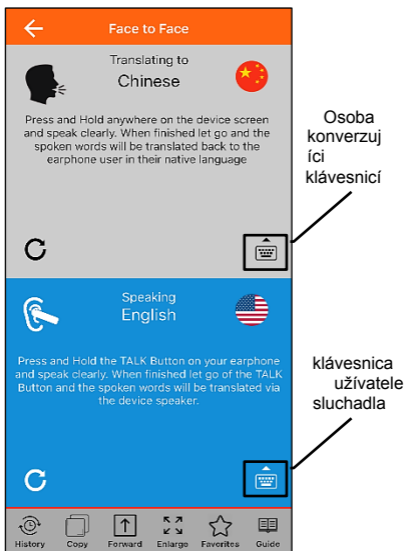 Face to Face
Translating to
Chinese
Press and Hold anywhere on the device screen
and speak clearly. When finished let go and the
spoken words will be translated back to the
earphone user in their native language
Osoba
konverzuj
íci
klávesnicí
Speaking
English
Press and Hold the TALK Button on your earphone
and speak clearly. When finished let go of the TALK
Button and the spoken words will be translated via
the device speaker.
klávesnica
užívatele
sluchadla
History Copy Forward Enlarge Favorites Guide